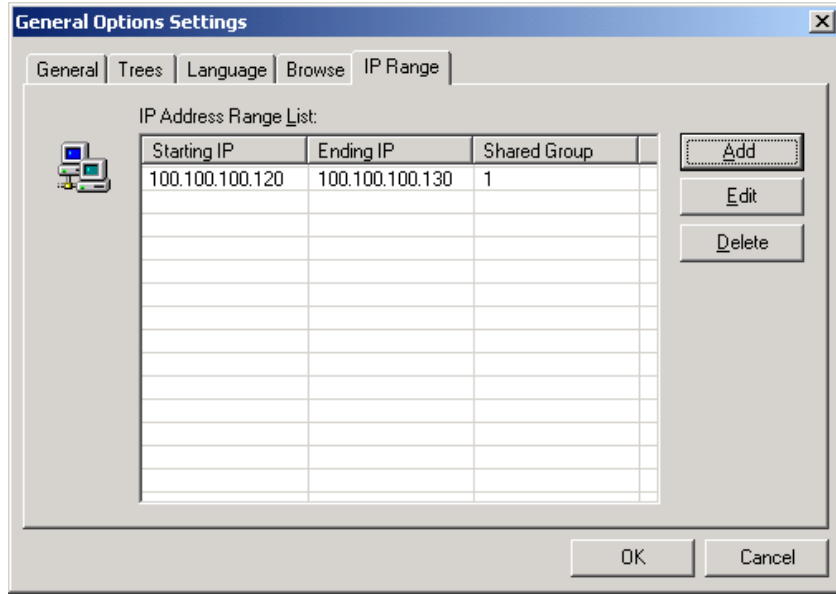 General Options Settings
General Trees Language Browse IP Range
IP Address Range List:
Starting IP Ending IP Shared Group
100.100.100.120 100.100.100.130 1
Add
Edit
Delete
OK Cancel